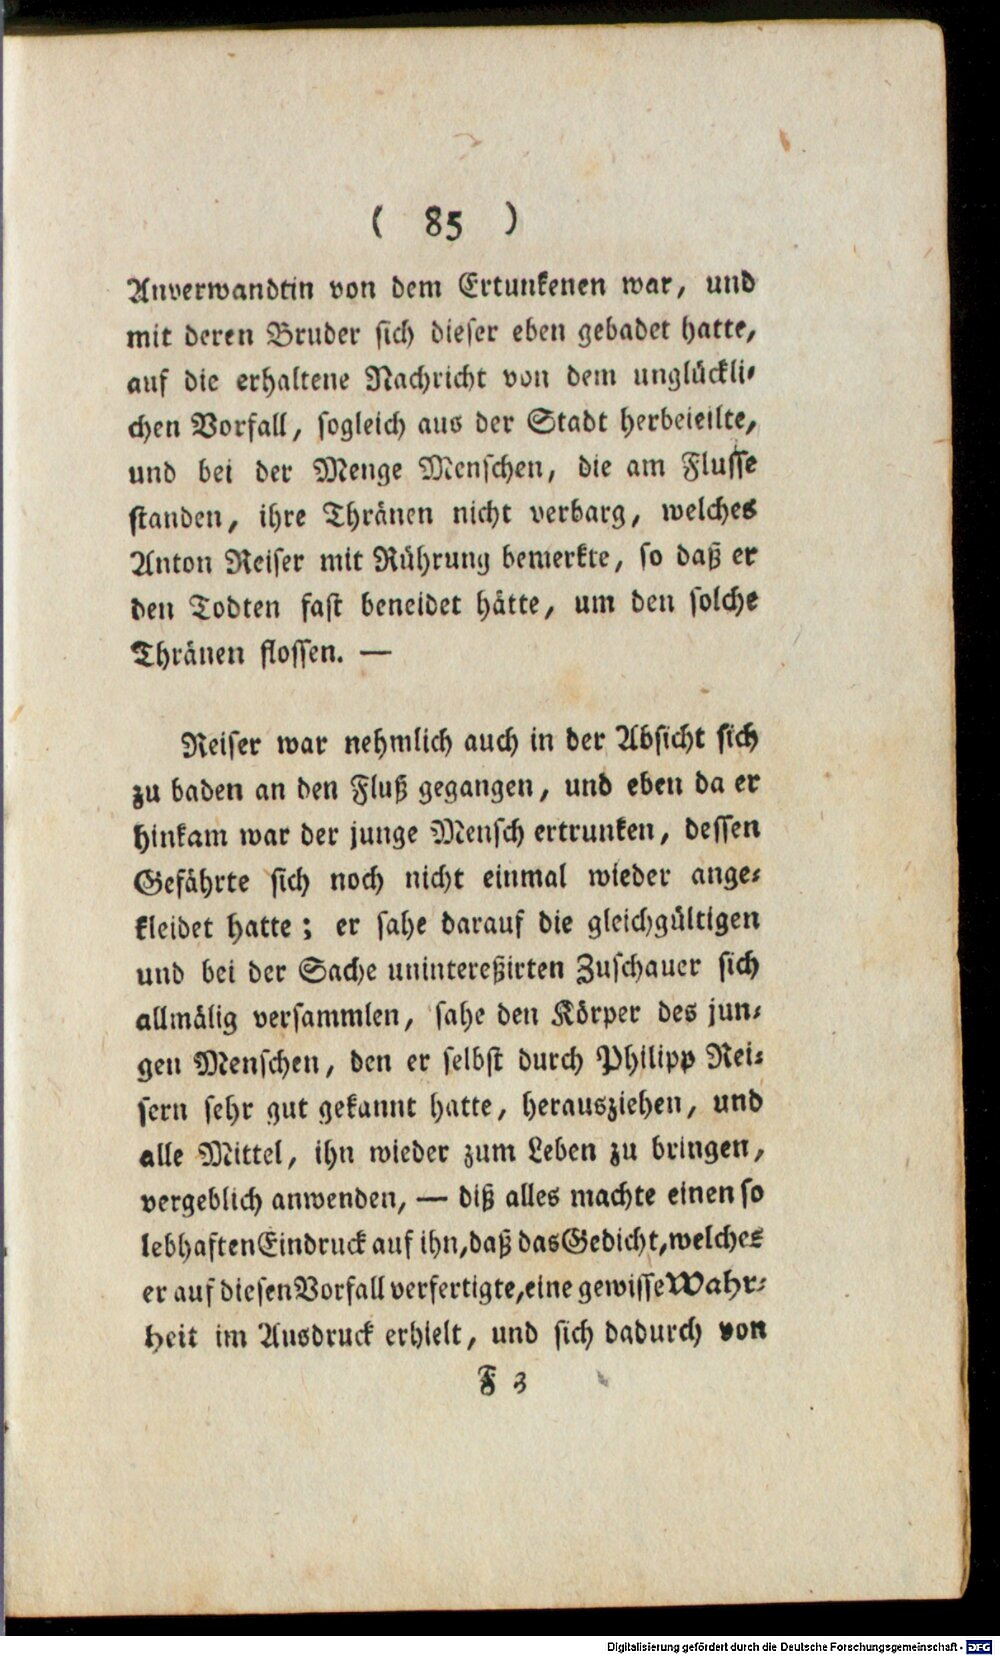 ( 85 )
Anverwandtin von dem Ertunkenen war, und
mit deren Bruder sich dieser eben gebadet hatte,
auf die erhaltene Nachricht von dem unglückli-
chen Vorfall, sogleich aus der Stadt herbeieilte,
und bei der Menge Menschen, die am Flusse
standen, ihre Thränen nicht verbarg, welches
Anton Reiser mit Rührung bemerkte, so daß er
den Todten fast beneidet hätte, um den solche
Thränen flossen. —
Reiser war nehmlich auch in der Absicht sich
zu baden an den Fluß gegangen, und eben da er
hinkam war der junge Mensch ertrunken, dessen
Gefährte sich noch nicht einmal wieder ange-
kleidet hatte; er sahe darauf die gleichgültigen
und bei der Sache unintereßirten Zuschauer sich
allmälig versammlen, sahe den Körper des jun-
gen Menschen, den er selbst durch Philipp Rei-
sern sehr gut gekannt hatte, herausziehen, und
alle Mittel, ihn wieder zum Leben zu bringen,
vergeblich anwenden, — diß alles machte einen so
lebhaften Eindruck auf ihn, daß das Gedicht, welches
er auf diesen Vorfall verfertigte, eine gewisse Wahr-
heit im Ausdruck erhielt, und sich dadurch von
F 3
Digitalisierung gefördert durch die Deutsche Forschungsgemeinschaft - DFG